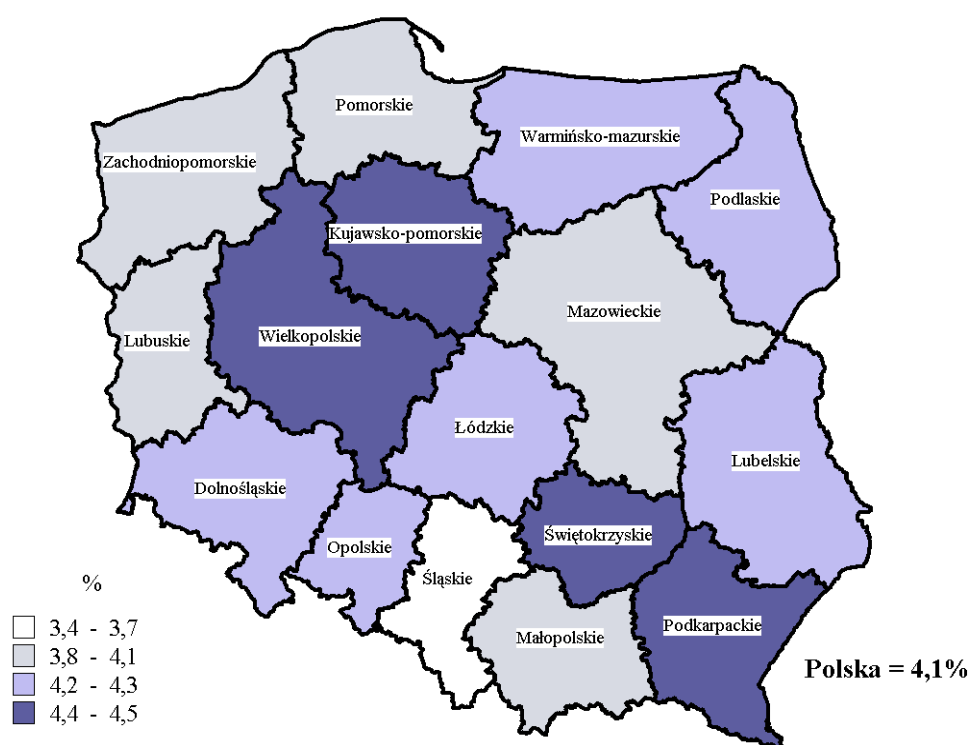 Pomorskie
Warmińsko-mazurskie
Zachodniopomorskie
Podlaskie
Kujawsko-pomorskie
Mazowieckie
Wielkopolskie
Lubuskie
Łódzkie
Lubelskie
Dolnośląskie
Świętokrzyskie
Opolskie
Śląskie
Podkarpackie
Małopolskie
%
3,4 - 3,7
3,8 - 4,1
4,2 - 4,3
4,4 - 4,5
Polska = 4,1%